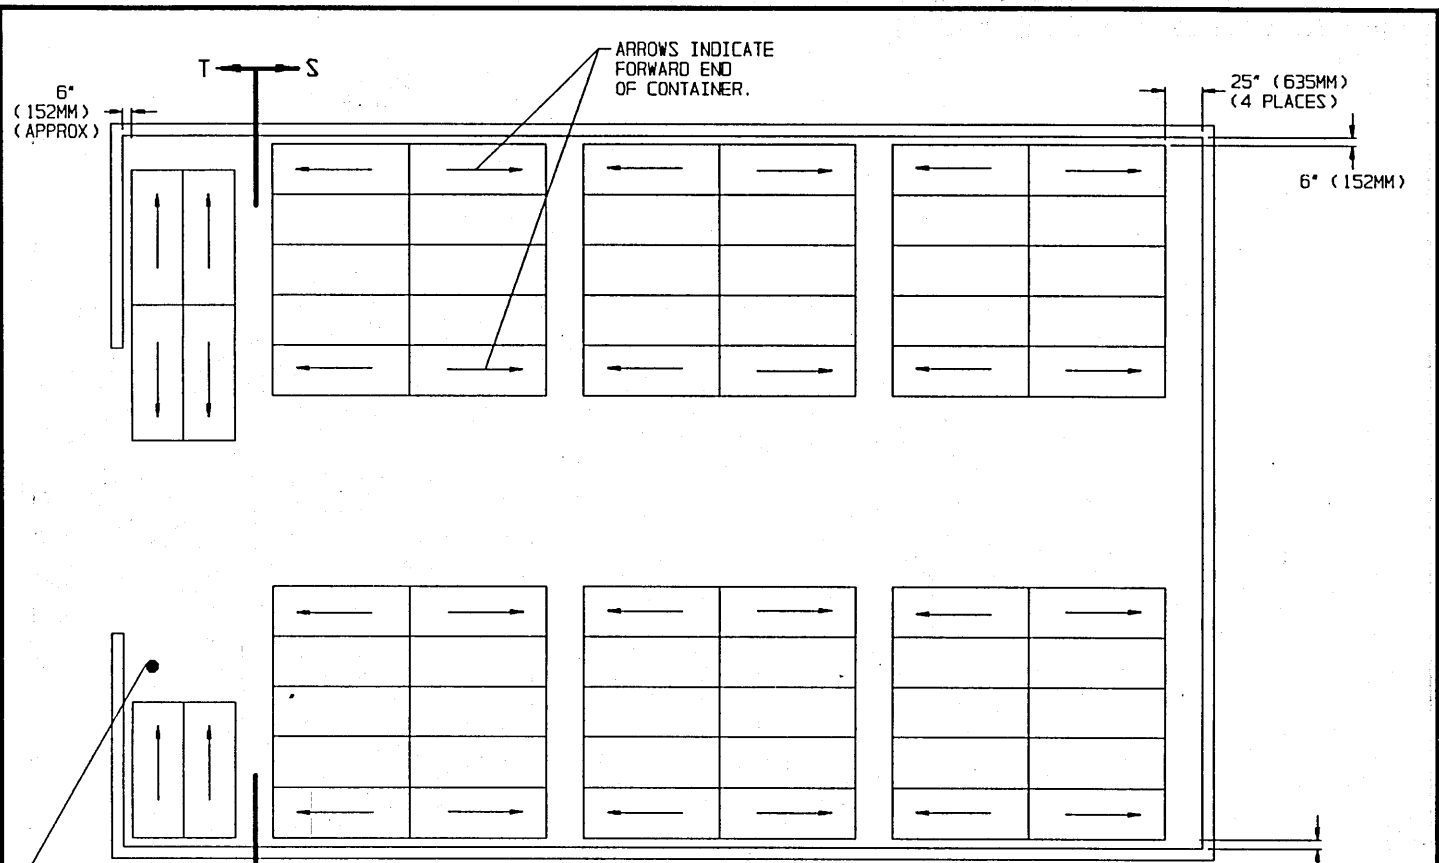 ARROWS INDICATE
FORWARD END
OF CONTAINER.
T S
6"
(152MM)
(APPROX)
25" (635MM)
(4 PLACES)
6" (152MM)